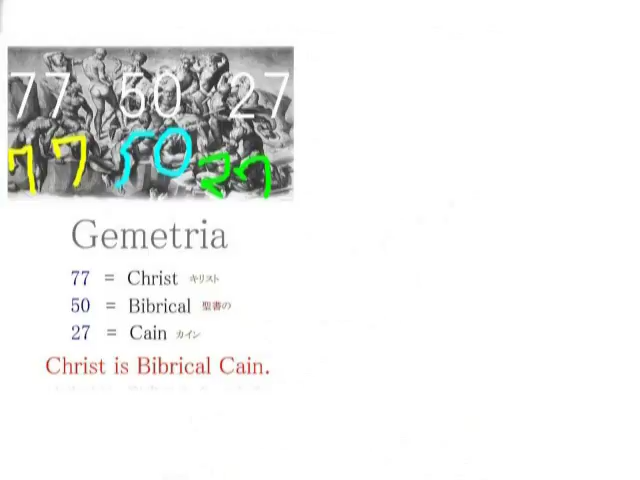 77 50 27
77 50 27
Gemetria
77 = Christ キリスト
50 = Bibrical 聖書の
27 = Cain カイン
Christ is Bibrical Cain.